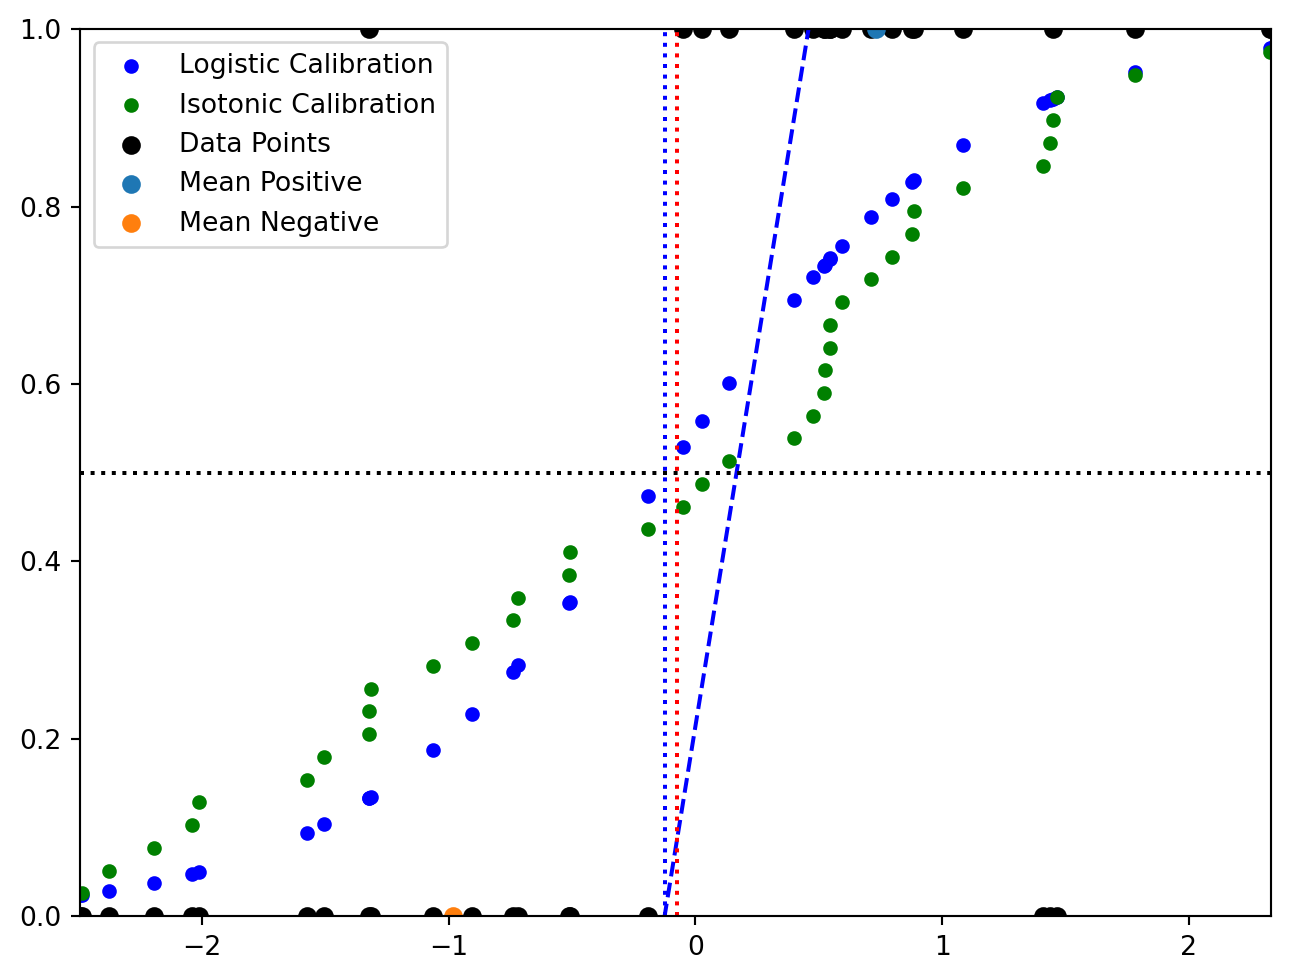 1.0
Logistic Calibration
Isotonic Calibration
Data Points
Mean Positive
Mean Negative
0.8
0.6
0.4
0.2
0.0
−2
−1
0
1
2